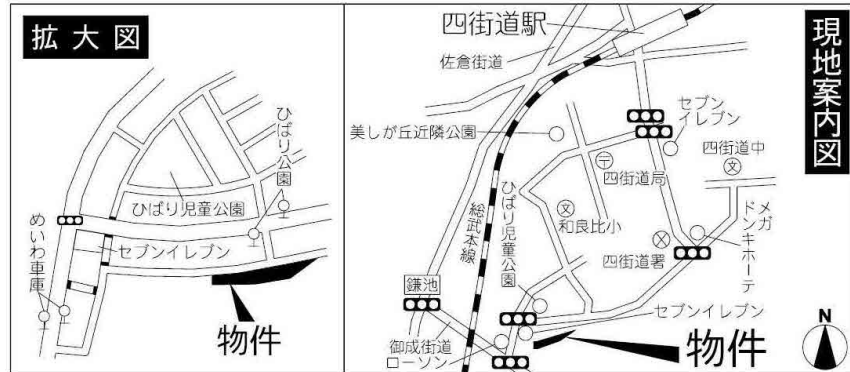 拡大図
ひばり公園
ひばり児童公園
セブンイレブン
めいわ車庫
物件
現地案内図
四街道駅
佐倉街道
美しが丘近隣公園
セブン
イレブン
四街道中
文
〒
四街道局
ひばり児童公園
総武本線
文
和良比小
メガ
ドンキホーテ
X
四街道署
鎌池
御成街道
ローソン
セブンイレブン
物件
N